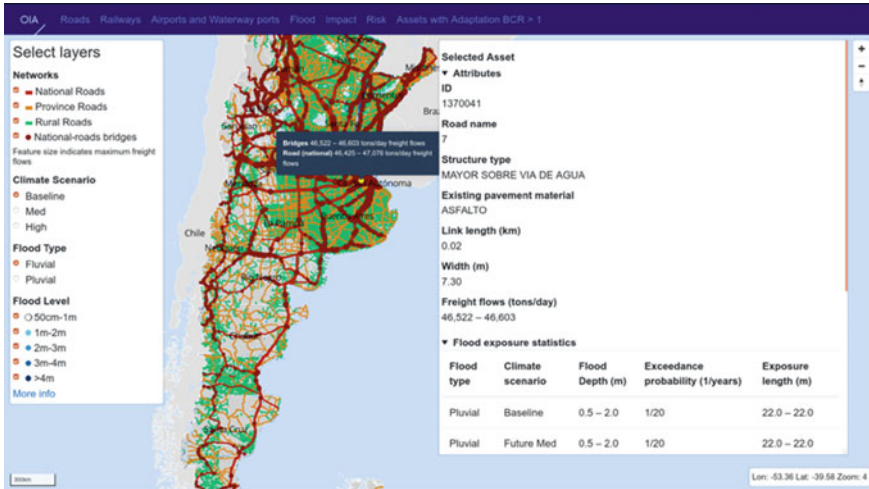 OIA Roads Railways Airports and Waterway ports Flood Impact Risk Assets with Adaptation BCR > 1
Select layers
Networks
National Roads
Province Roads
Rural Roads
National-roads bridges
Feature size indicates maximum freight
flows
Climate Scenario
Baseline
Med
High
Flood Type
Fluvial
Pluvial
Flood Level
50cm-1m
1m-2m
2m-3m
3m-4m
>4m
More info
Bridges 46,522 – 46,603 tons/day freight flows
Road (national) 46,425 – 47,076 tons/day freight
flows
Chile
Selected Asset
Attributes
ID
1370041
Road name
7
Structure type
MAYOR SOBRE VIA DE AGUA
Existing pavement material
ASFALTO
Link length (km)
0.02
Width (m)
7.30
Freight flows (tons/day)
46,522 – 46,603
Flood exposure statistics
Flood type Climate scenario Flood Depth (m) Exceedance probability (1/years) Exposure length (m)
Pluvial Baseline 0.5 – 2.0 1/20 22.0 – 22.0
Pluvial Future Med 0.5 – 2.0 1/20 22.0 – 22.0
300km
Lon: -53.36 Lat: -39.58 Zoom: 4